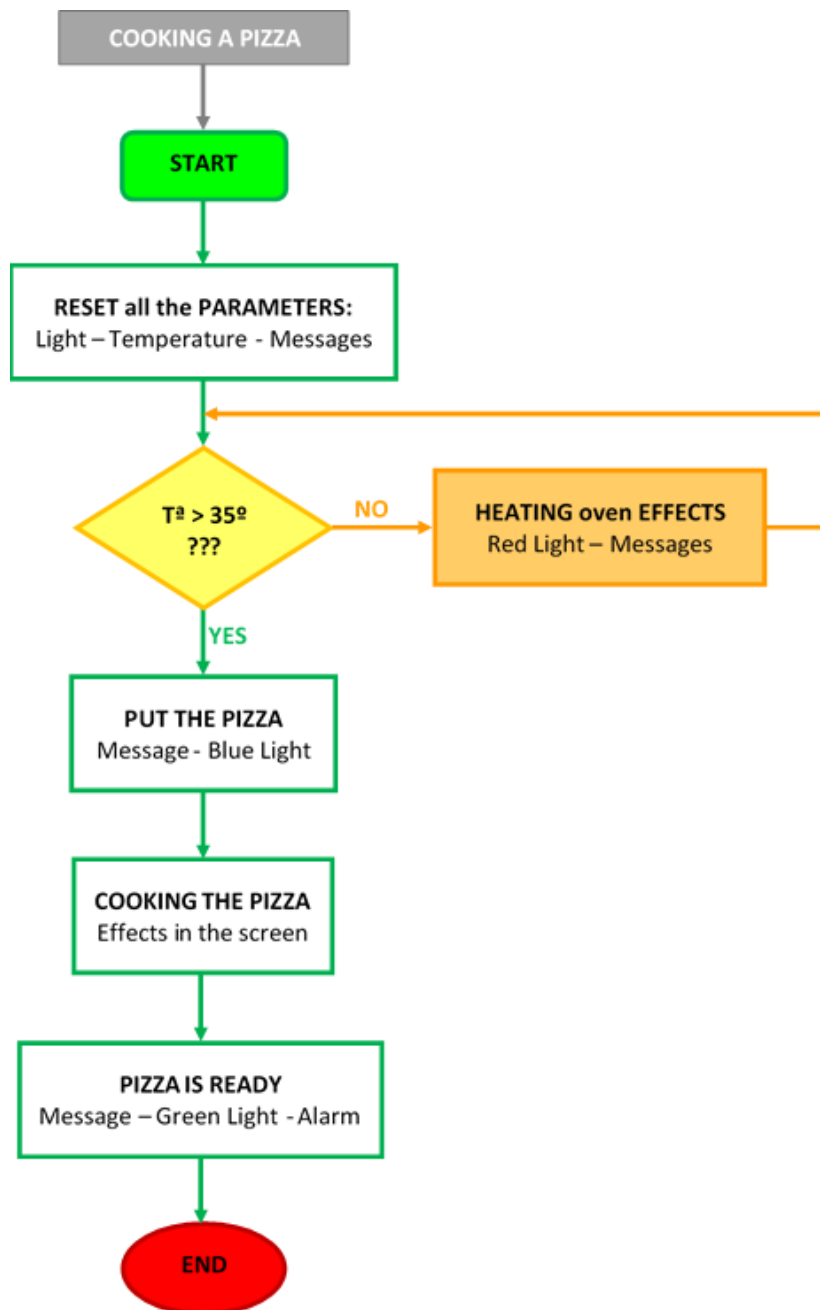 COOKING A PIZZA
START
RESET all the PARAMETERS:
Light – Temperature - Messages
Tª > 35º
???
NO
HEATING oven EFFECTS
Red Light – Messages
YES
PUT THE PIZZA
Message - Blue Light
COOKING THE PIZZA
Effects in the screen
PIZZA IS READY
Message – Green Light - Alarm
END